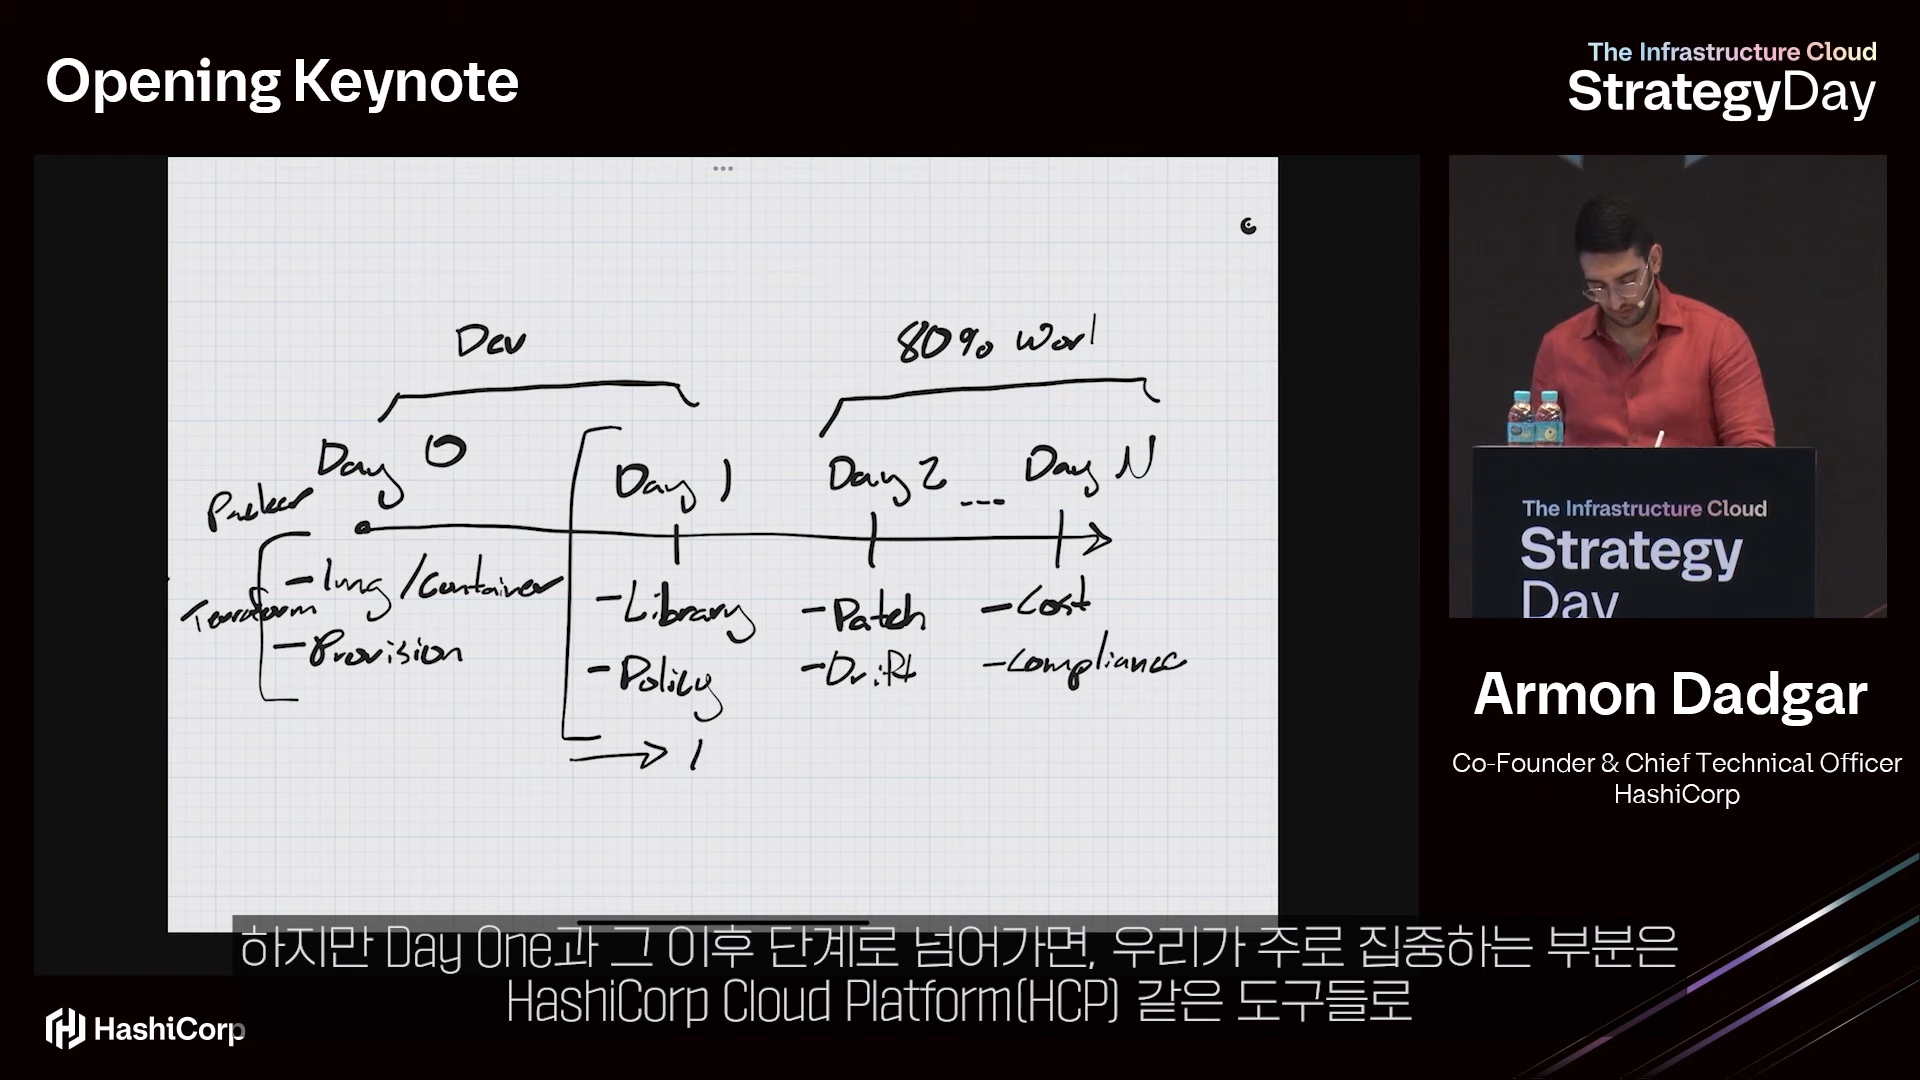 Opening Keynote
The Infrastructure Cloud
StrategyDay
Dev
80% Worl
Day 0
Day 1
Day 2 ... Day N
Packer
Terraform
- Img / Container
- Provision
- Library
- Policy
- Patch
- Drift
- Cost
- Compliance
The Infrastructure Cloud
Strategy
Day
Armon Dadgar
Co-Founder & Chief Technical Officer
HashiCorp
하지만 Day One과 그 이후 단계로 넘어가면, 우리가 주로 집중하는 부분은
HashiCorp Cloud Platform(HCP) 같은 도구들로
HashiCorp